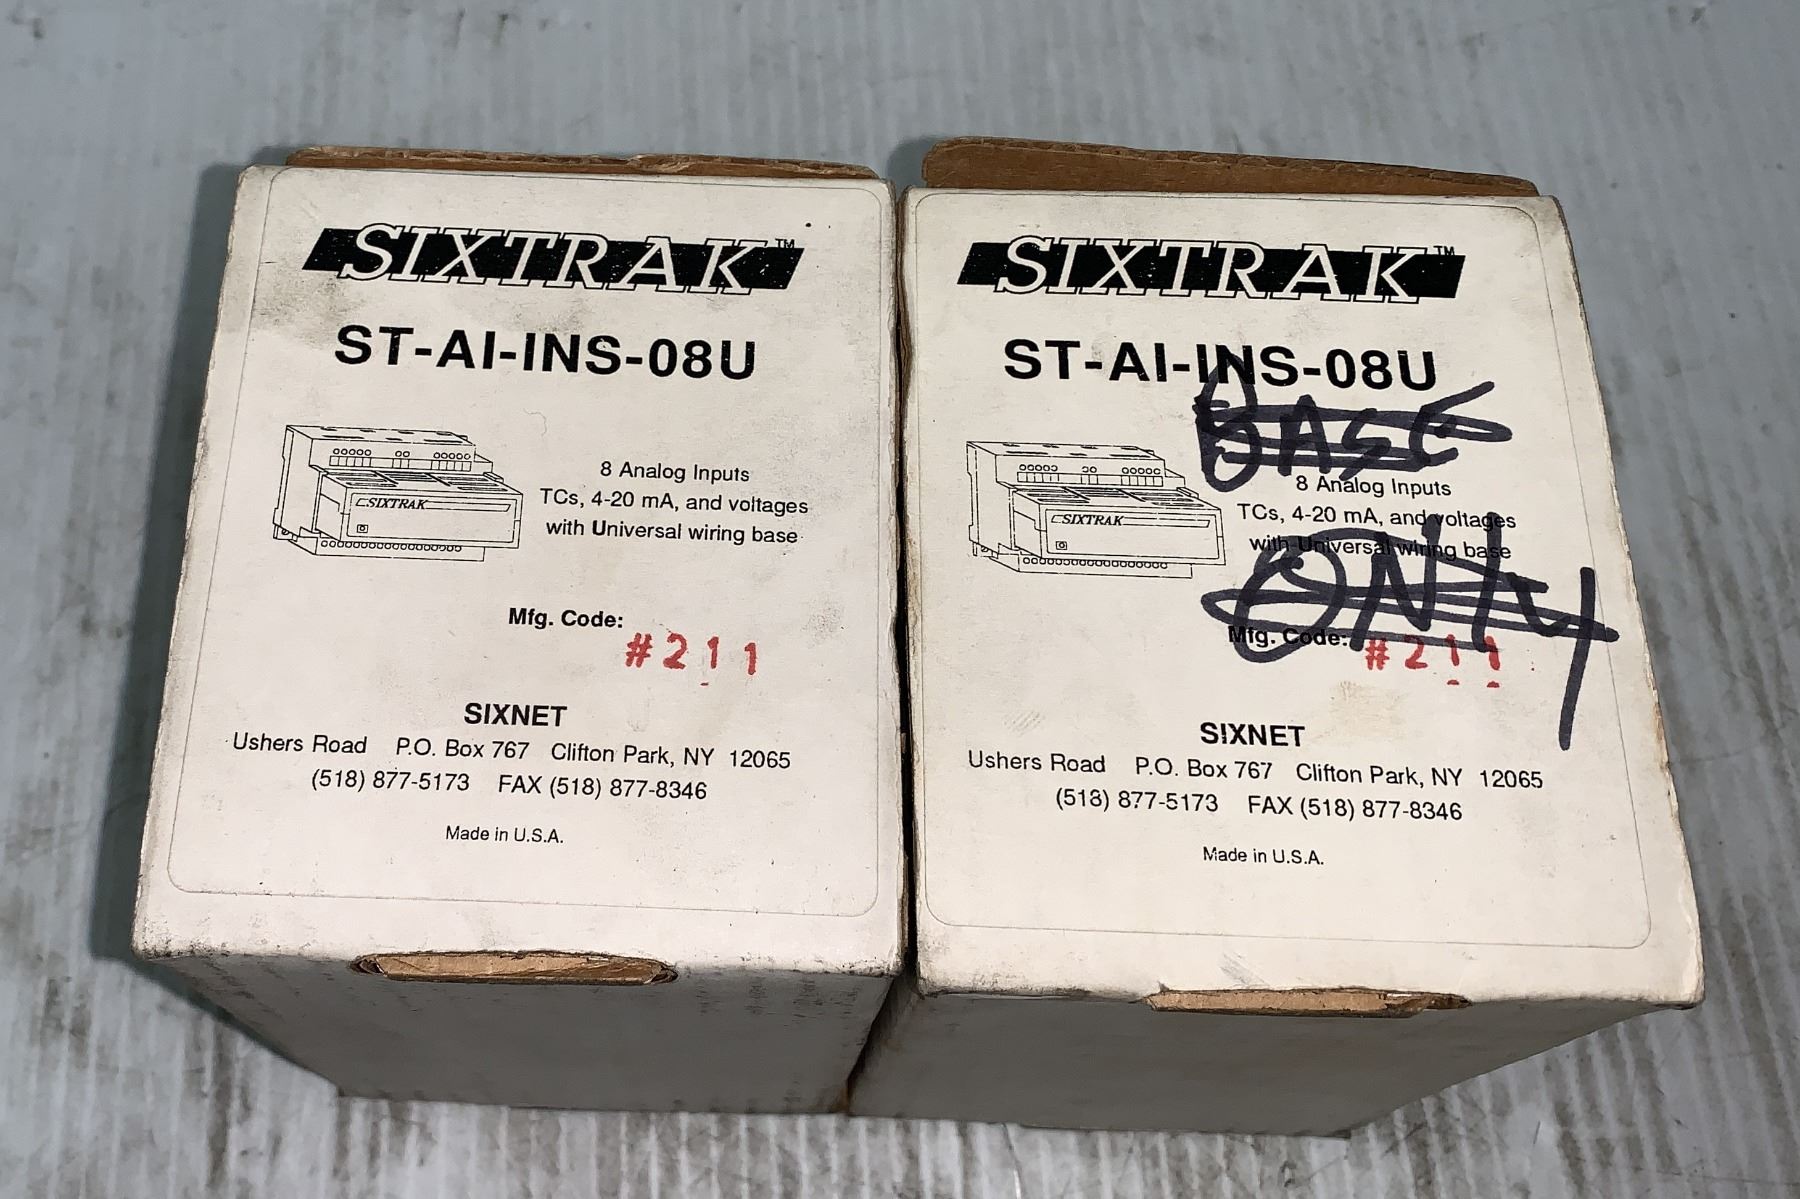 SIXTRAK™
ST-AI-INS-08U
SIXTRAK
8 Analog Inputs
TCs, 4-20 mA, and voltages
with Universal wiring base
Mfg. Code:
#211
SIXNET
Ushers Road P.O. Box 767 Clifton Park, NY 12065
(518) 877-5173 FAX (518) 877-8346
Made in U.S.A.
SIXTRAK™
ST-AI-INS-08U
BASE
SIXTRAK
8 Analog Inputs
TCs, 4-20 mA, and voltages
with Universal wiring base
ONLY
Mfg. Code:
#211
SIXNET
Ushers Road P.O. Box 767 Clifton Park, NY 12065
(518) 877-5173 FAX (518) 877-8346
Made in U.S.A.